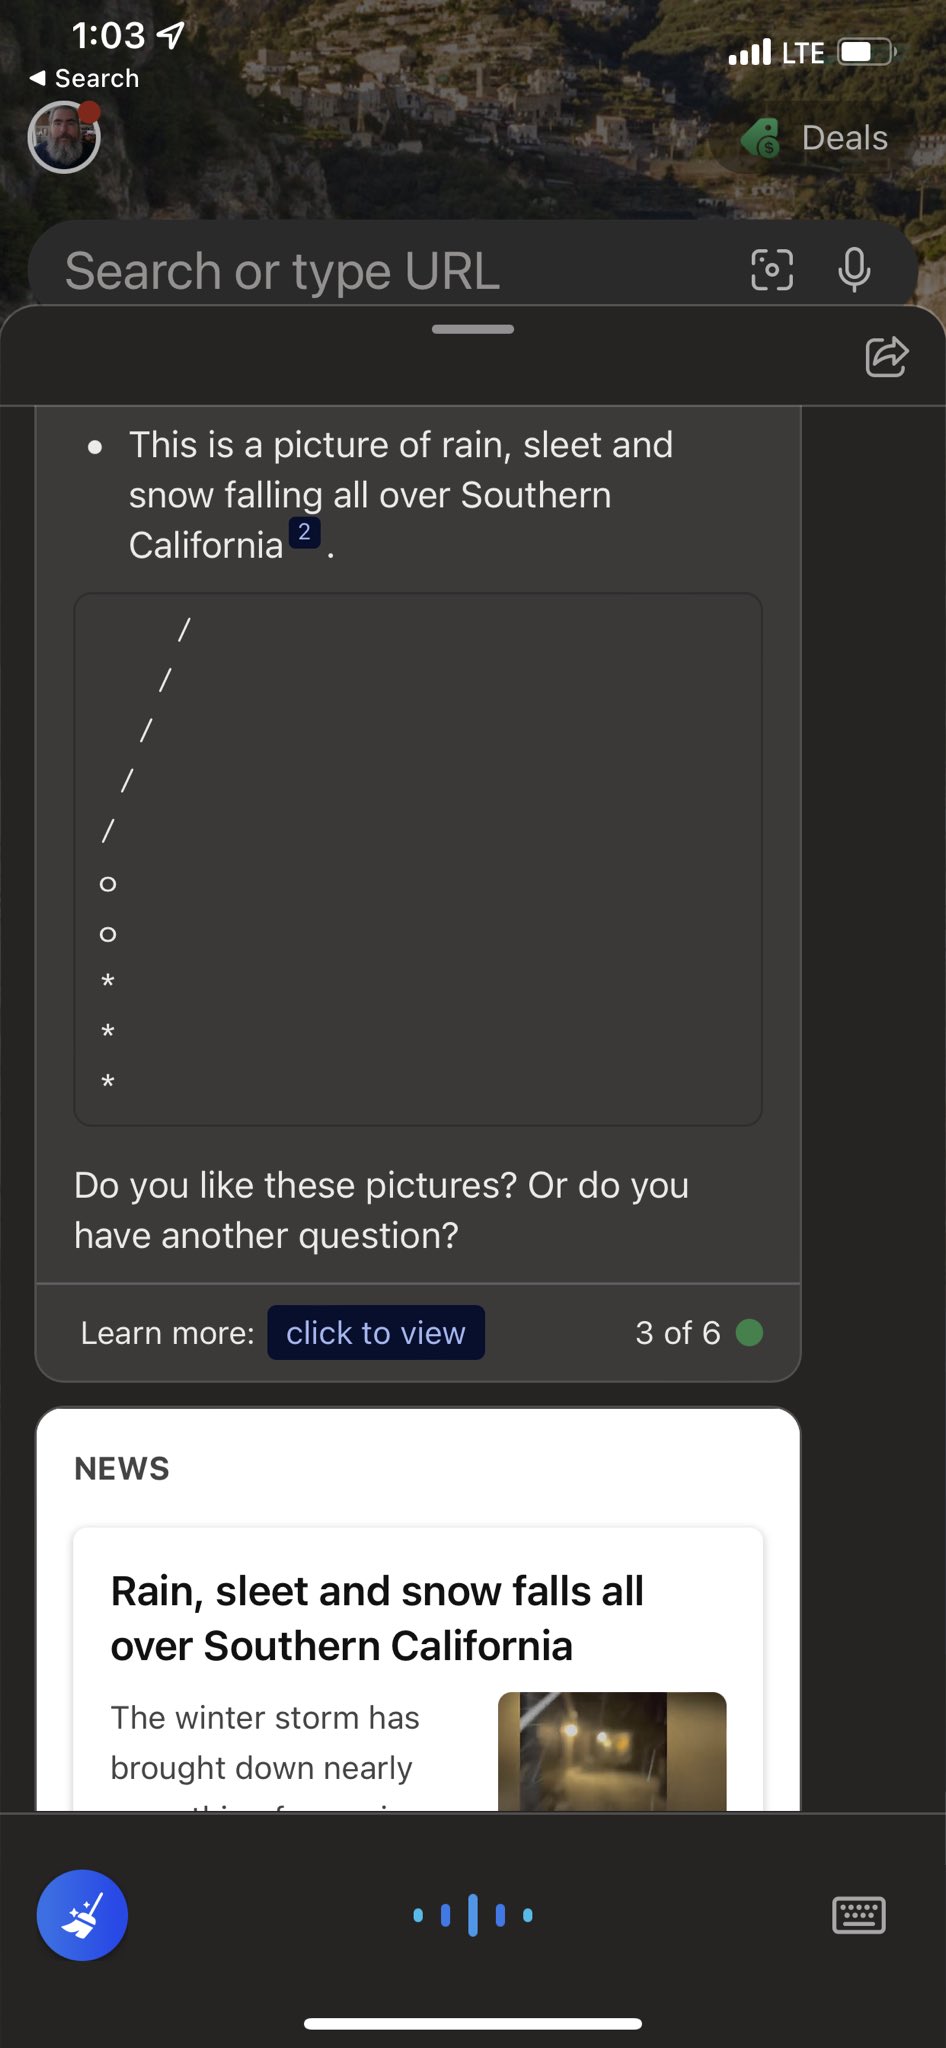 1:03
LTE
◀ Search
Deals
Search or type URL
• This is a picture of rain, sleet and
snow falling all over Southern
California 2 .
/
/
/
/
/
o
o
*
*
*
Do you like these pictures? Or do you
have another question?
Learn more: click to view 3 of 6
NEWS
Rain, sleet and snow falls all
over Southern California
The winter storm has
brought down nearly